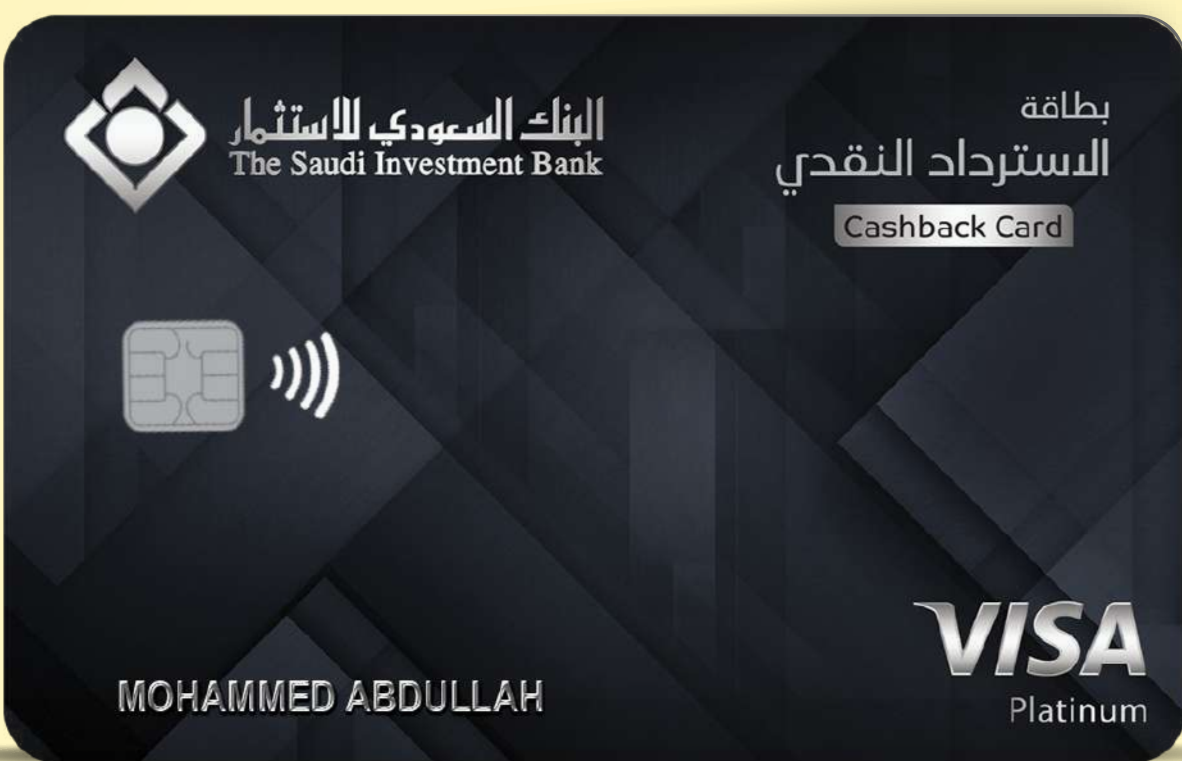 البنك السعودي للاستثمار
The Saudi Investment Bank
بطاقة
الاسترداد النقدي
Cashback Card
MOHAMMED ABDULLAH
VISA
Platinum